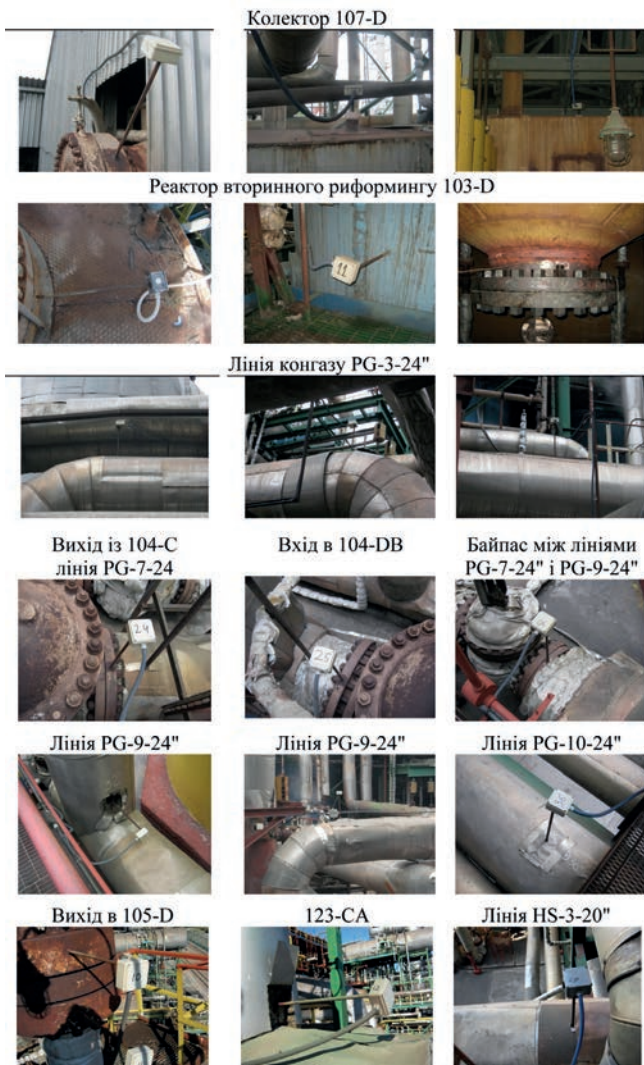 Колектор 107-D
Реактор вторинного риформингу 103-D
11
Лінія конгазу PG-3-24"
Вихід із 104-С
лінія PG-7-24
Вхід в 104-DB
Байпас між лініями
PG-7-24" і PG-9-24"
24
25
Лінія PG-9-24"
Лінія PG-9-24"
Лінія PG-10-24"
Вихід в 105-D
123-СА
Лінія HS-3-20"